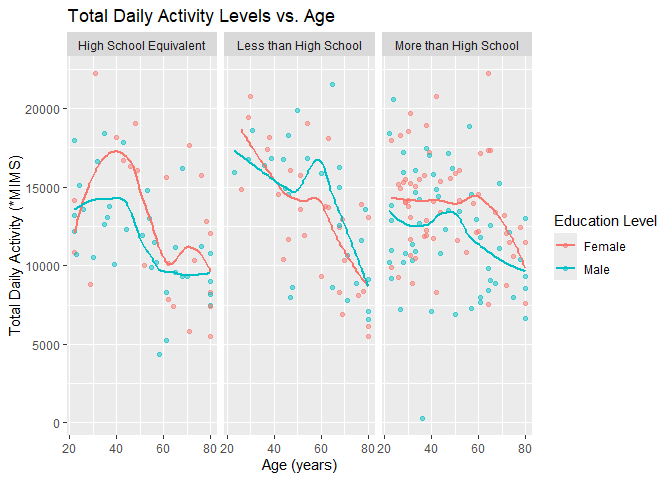 Total Daily Activity Levels vs. Age
High School Equivalent Less than High School More than High School
Total Daily Activity (*MIMS)
20000
15000
10000
5000
0
20 40 60 80 20 40 60 80 20 40 60 80
Age (years)
Education Level
Female
Male